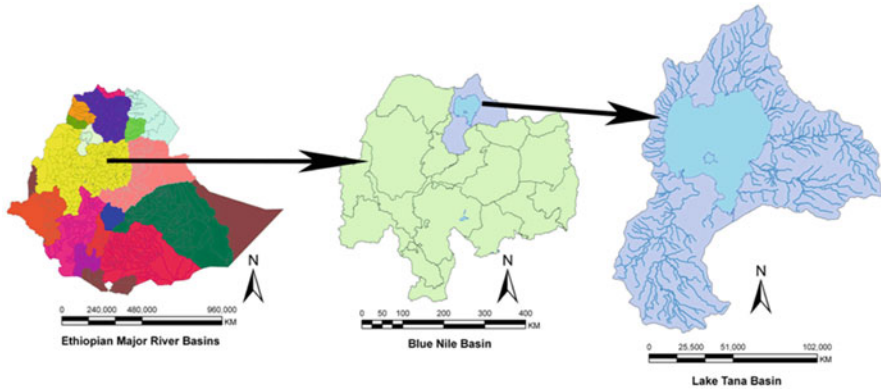 N
0 240,000 480,000 960,000
KM
Ethiopian Major River Basins
N
0 50 100 200 300 400
KM
Blue Nile Basin
N
0 25,500 51,000 102,000
KM
Lake Tana Basin